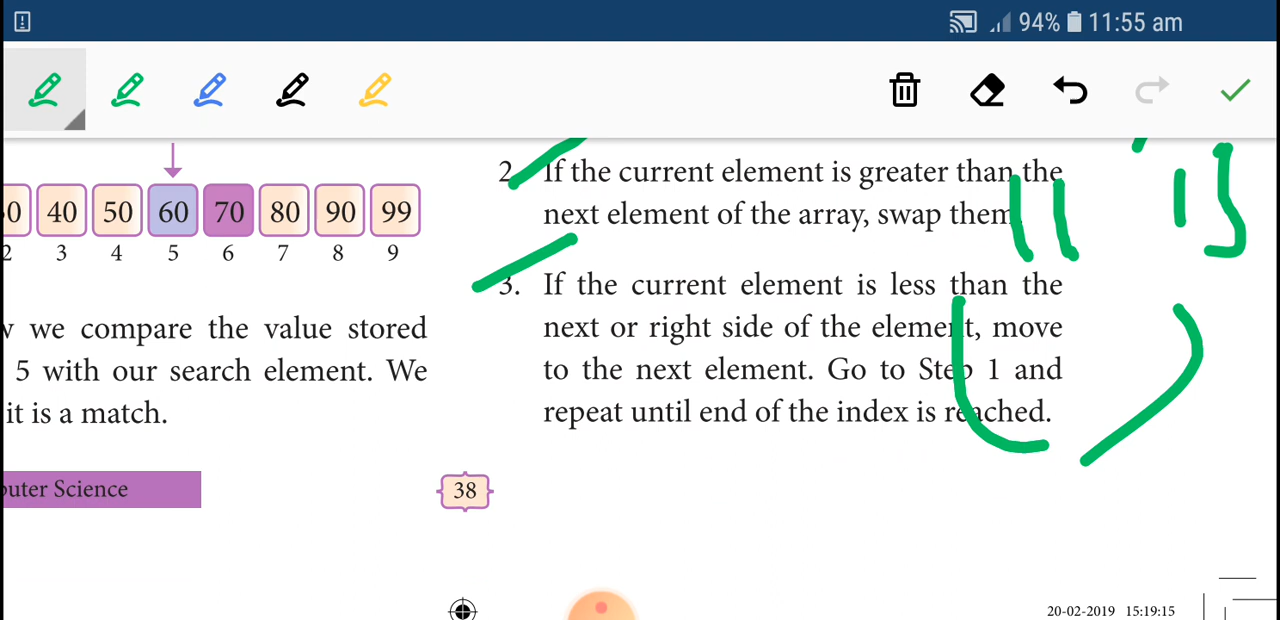 94% 11:55 am
40 50 60 70 80 90 99
2 3 4 5 6 7 8 9
we compare the value stored
5 with our search element. We
it is a match.
2. If the current element is greater than the
next element of the array, swap them
3. If the current element is less than the
next or right side of the element, move
to the next element. Go to Step 1 and
repeat until end of the index is reached.
Science
38
20-02-2019 15:19:15